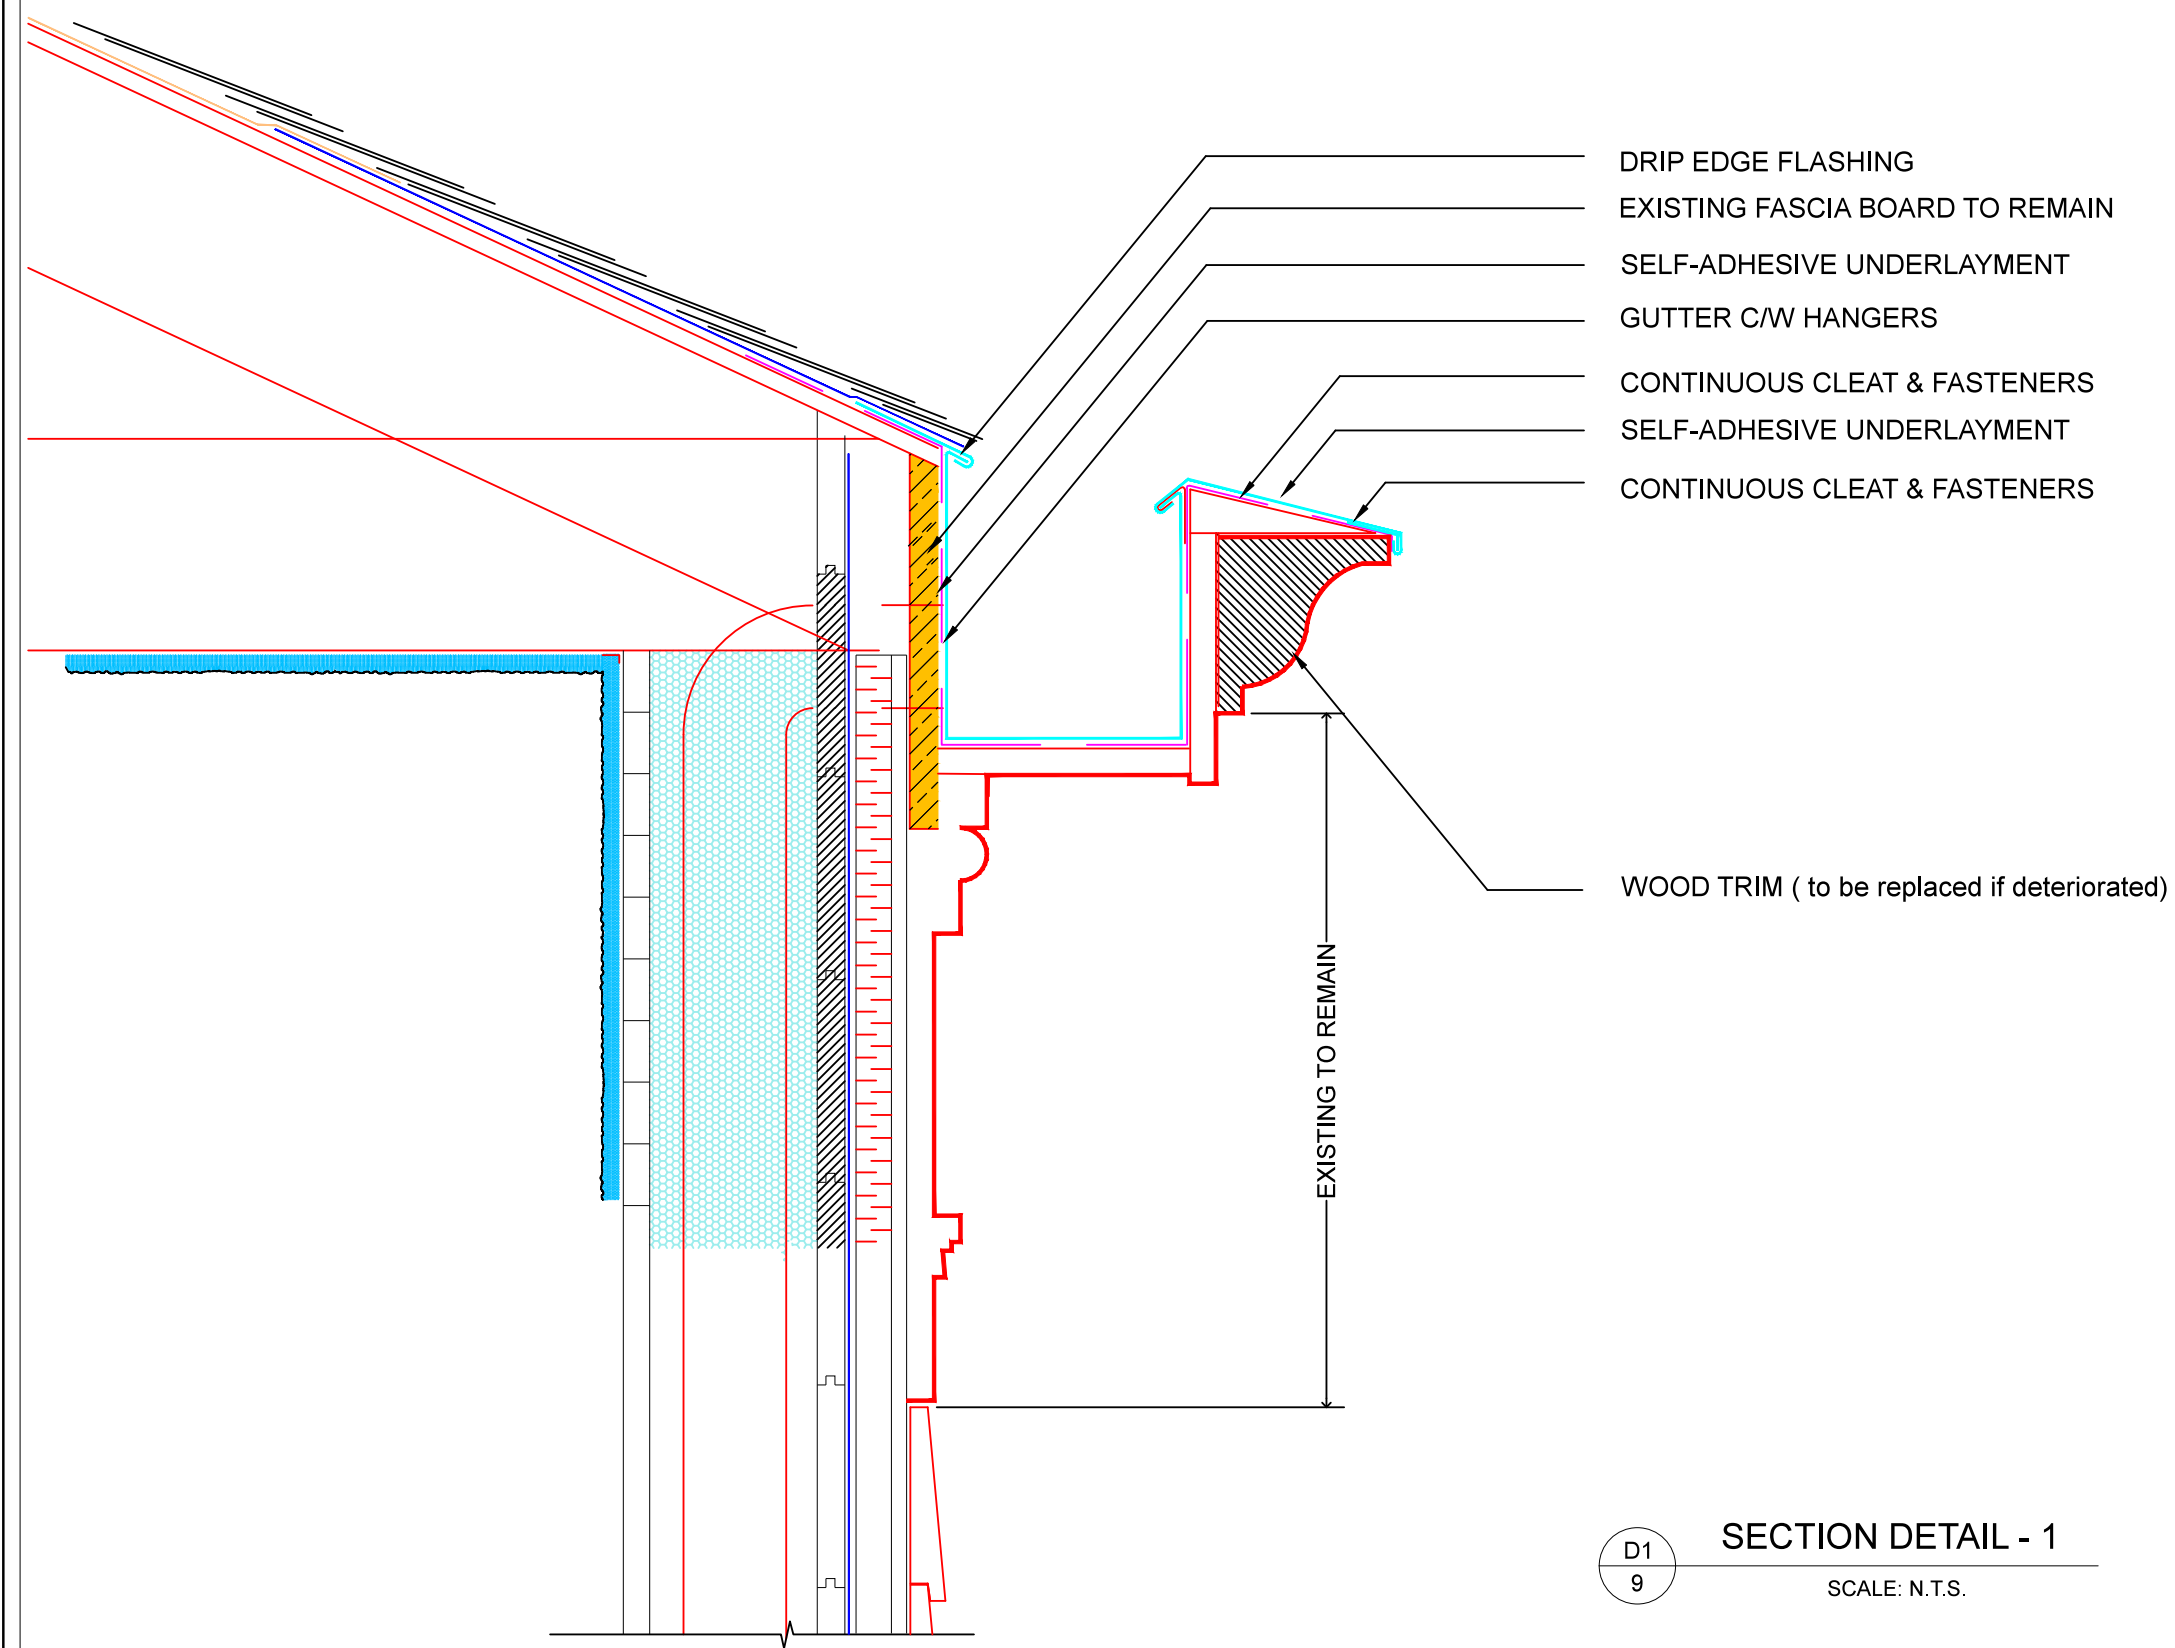 DRIP EDGE FLASHING
EXISTING FASCIA BOARD TO REMAIN
SELF-ADHESIVE UNDERLAYMENT
GUTTER C/W HANGERS
CONTINUOUS CLEAT & FASTENERS
SELF-ADHESIVE UNDERLAYMENT
CONTINUOUS CLEAT & FASTENERS
WOOD TRIM ( to be replaced if deteriorated)
EXISTING TO REMAIN
D1
9
SECTION DETAIL - 1
SCALE: N.T.S.